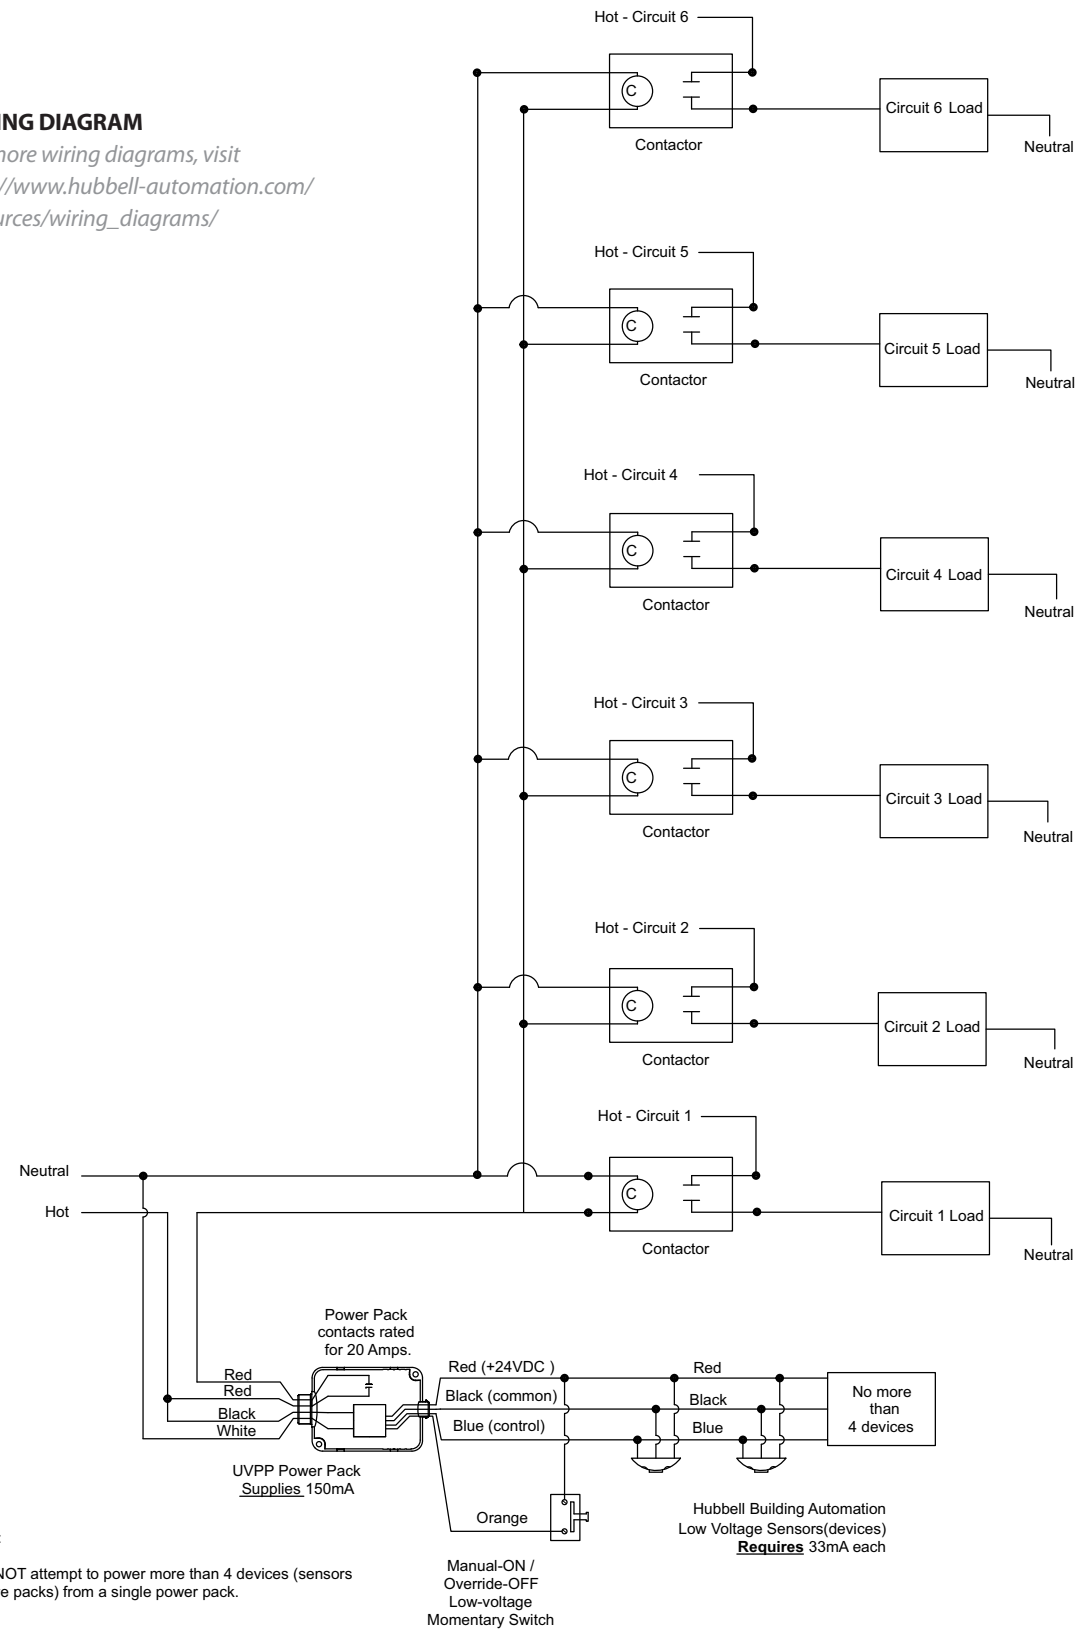 Hot - Circuit 6
C
Circuit 6 Load
Contactor
Neutral
ING DIAGRAM
more wiring diagrams, visit
://www.hubbell-automation.com/
urces/wiring_diagrams/
Hot - Circuit 5
C
Circuit 5 Load
Contactor
Neutral
Hot - Circuit 4
C
Circuit 4 Load
Contactor
Neutral
Hot - Circuit 3
C
Circuit 3 Load
Contactor
Neutral
Hot - Circuit 2
C
Circuit 2 Load
Contactor
Neutral
Hot - Circuit 1
Neutral
C
Hot
Circuit 1 Load
Contactor
Neutral
Power Pack
contacts rated
for 20 Amps.
Red
Red
Black
White
UVPP Power Pack
Supplies 150mA
Red (+24VDC )
Black (common)
Blue (control)
Red
Black
Blue
No more
than
4 devices
Orange
Manual-ON /
Override-OFF
Low-voltage
Momentary Switch
Hubbell Building Automation
Low Voltage Sensors(devices)
Requires 33mA each
:
NOT attempt to power more than 4 devices (sensors
e packs) from a single power pack.